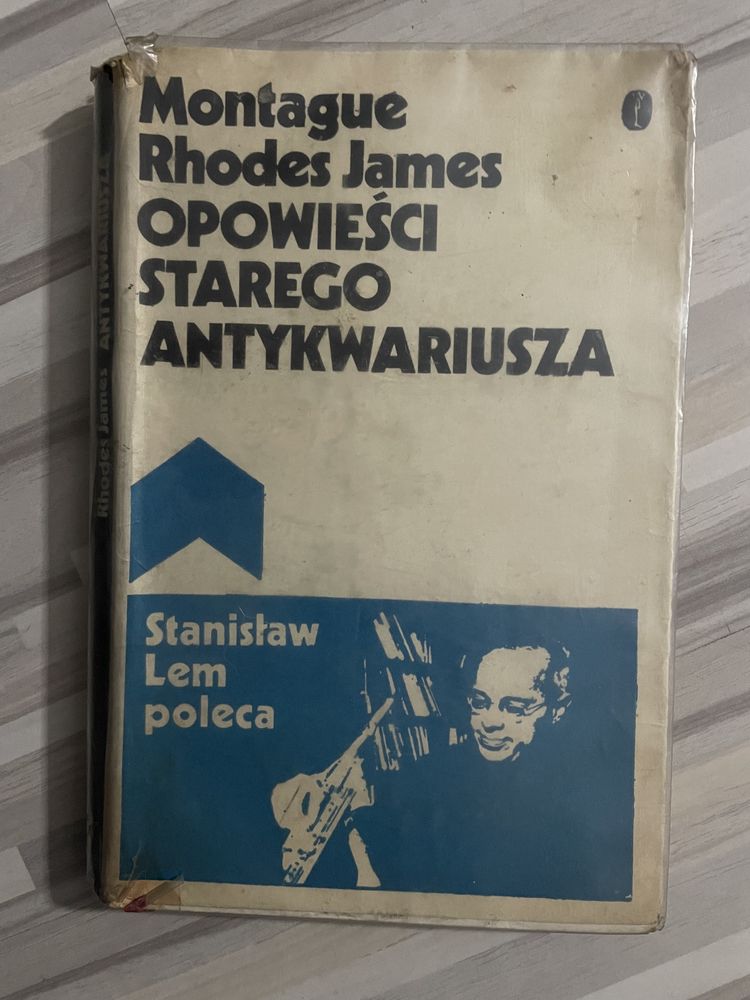 Montague
Rhodes James
OPOWIEŚCI
STAREGO
ANTYKWARIUSZA
Stanisław
Lem
poleca
Rhodes James ANTYKWARIUSZA